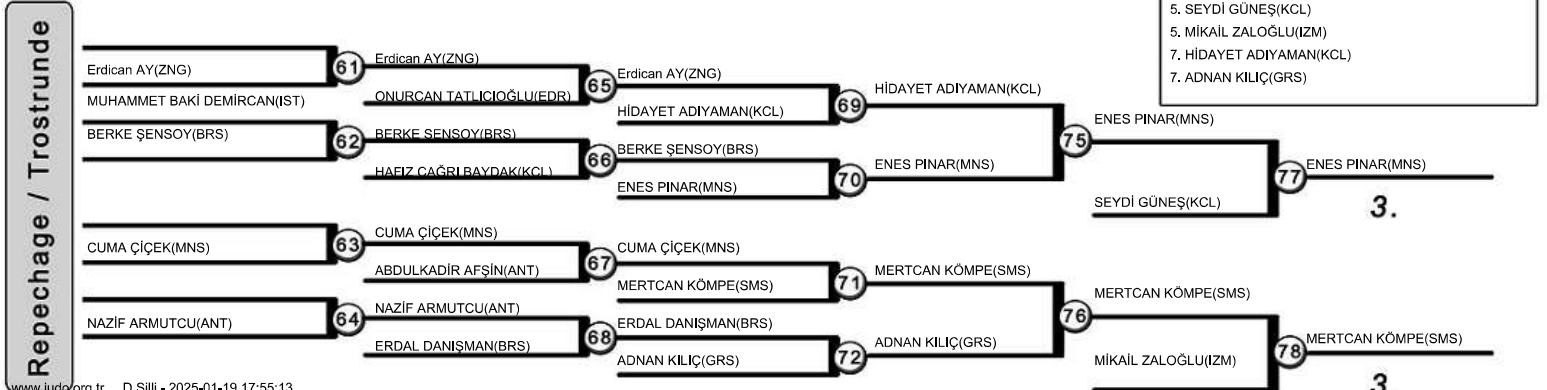 Repechage / Trostrunde
5. SEYDİ GÜNEŞ(KCL)
5. MİKAİL ZALOĞLU(IZM)
7. HİDAYET ADIYAMAN(KCL)
7. ADNAN KILIÇ(GRS)
Erdican AY(ZNG)
61
MUHAMMET BAKİ DEMİRCAN(IST)
BERKE ŞENSOY(BRS)
62
CUMA ÇİÇEK(MNS)
63
NAZİF ARMUTCU(ANT)
64
Erdican AY(ZNG)
ONURCAN TATLICIOĞLU(EDR)
65
BERKE ŞENSOY(BRS)
HAFIZ ÇAĞRI BAYDAK(KCL)
66
CUMA ÇİÇEK(MNS)
ABDULKADİR AFŞİN(ANT)
67
NAZİF ARMUTCU(ANT)
ERDAL DANIŞMAN(BRS)
68
Erdican AY(ZNG)
HİDAYET ADIYAMAN(KCL)
69
BERKE ŞENSOY(BRS)
ENES PINAR(MNS)
70
CUMA ÇİÇEK(MNS)
MERTCAN KÖMPE(SMS)
71
ERDAL DANIŞMAN(BRS)
ADNAN KILIÇ(GRS)
72
HİDAYET ADIYAMAN(KCL)
ENES PINAR(MNS)
75
MERTCAN KÖMPE(SMS)
ADNAN KILIÇ(GRS)
76
ENES PINAR(MNS)
SEYDİ GÜNEŞ(KCL)
77
MERTCAN KÖMPE(SMS)
MİKAİL ZALOĞLU(IZM)
78
ENES PINAR(MNS)
3.
MERTCAN KÖMPE(SMS)
3.
www.judo.org.tr D.Silli - 2025-01-19 17:55:13